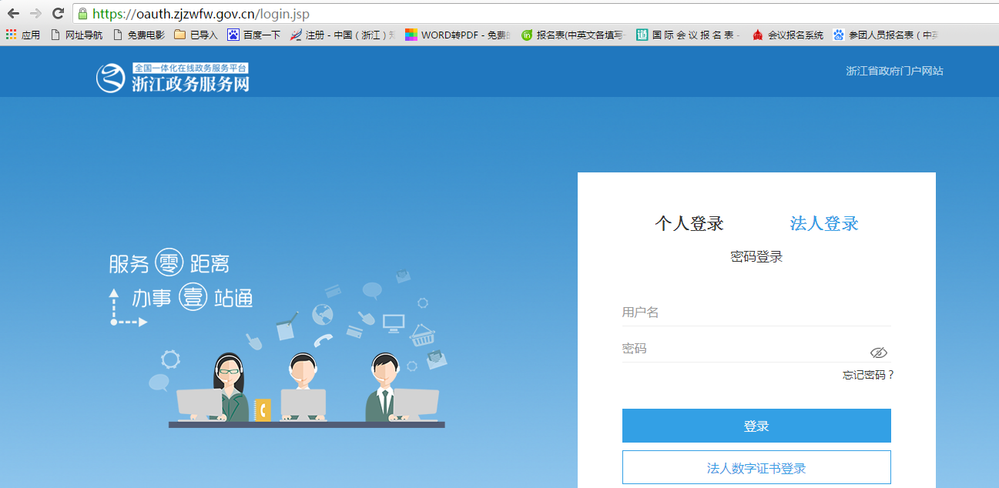 https://oauth.zjzwfw.gov.cn/login.jsp
应用 网址导航 免费电影 已导入 百度一下 注册 - 中国（浙江） WORD转PDF - 免费 报名表(中英文各填写 国 际 会 议 报 名 表 - 会议报名系统 参团人员报名表（中
全国一体化在线政务服务平台
浙江政务服务网
浙江省政府门户网站
个人登录 法人登录
密码登录
服务零距离
办事壹站通
用户名
密码
忘记密码？
登录
法人数字证书登录